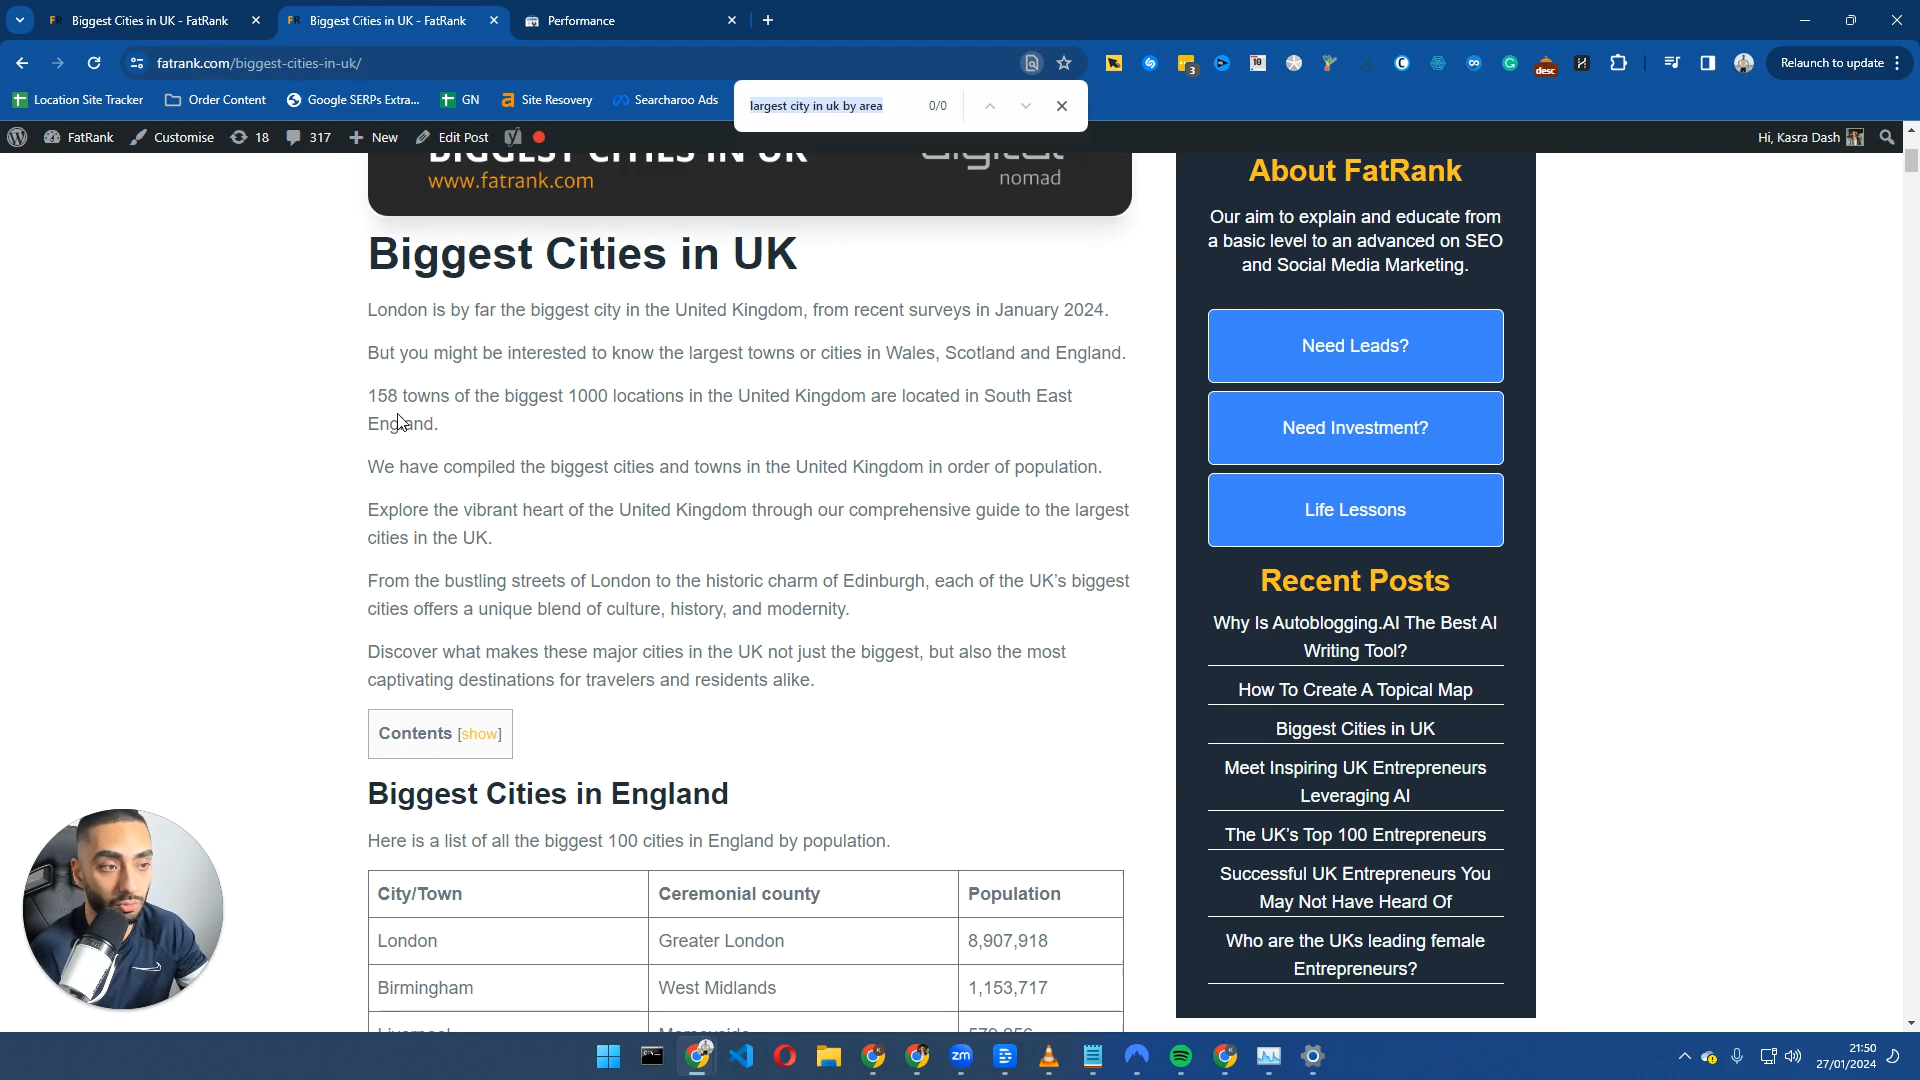 Biggest Cities in UK - FatRank
Biggest Cities in UK - FatRank
Performance
fatrank.com/biggest-cities-in-uk/
Relaunch to update
3
18
desc
Location Site Tracker
Order Content
Google SERPs Extra...
GN
Site Recovery
Searcharoo Ads
largest city in uk by area
0/0
FatRank
Customise
18
317
New
Edit Post
Hi, Kasra Dash
www.fatrank.com
nomad
Biggest Cities in UK
London is by far the biggest city in the United Kingdom, from recent surveys in January 2024.
But you might be interested to know the largest towns or cities in Wales, Scotland and England.
158 towns of the biggest 1000 locations in the United Kingdom are located in South East
England.
We have compiled the biggest cities and towns in the United Kingdom in order of population.
Explore the vibrant heart of the United Kingdom through our comprehensive guide to the largest
cities in the UK.
From the bustling streets of London to the historic charm of Edinburgh, each of the UK's biggest
cities offers a unique blend of culture, history, and modernity.
Discover what makes these major cities in the UK not just the biggest, but also the most
captivating destinations for travelers and residents alike.
Contents [show]
Biggest Cities in England
Here is a list of all the biggest 100 cities in England by population.
City/Town Ceremonial county Population
London Greater London 8,907,918
Birmingham West Midlands 1,153,717
About FatRank
Our aim to explain and educate from
a basic level to an advanced on SEO
and Social Media Marketing.
Need Leads?
Need Investment?
Life Lessons
Recent Posts
Why Is Autoblogging.AI The Best AI
Writing Tool?
How To Create A Topical Map
Biggest Cities in UK
Meet Inspiring UK Entrepreneurs
Leveraging AI
The UK's Top 100 Entrepreneurs
Successful UK Entrepreneurs You
May Not Have Heard Of
Who are the UKs leading female
Entrepreneurs?
zm
21:50
27/01/2024